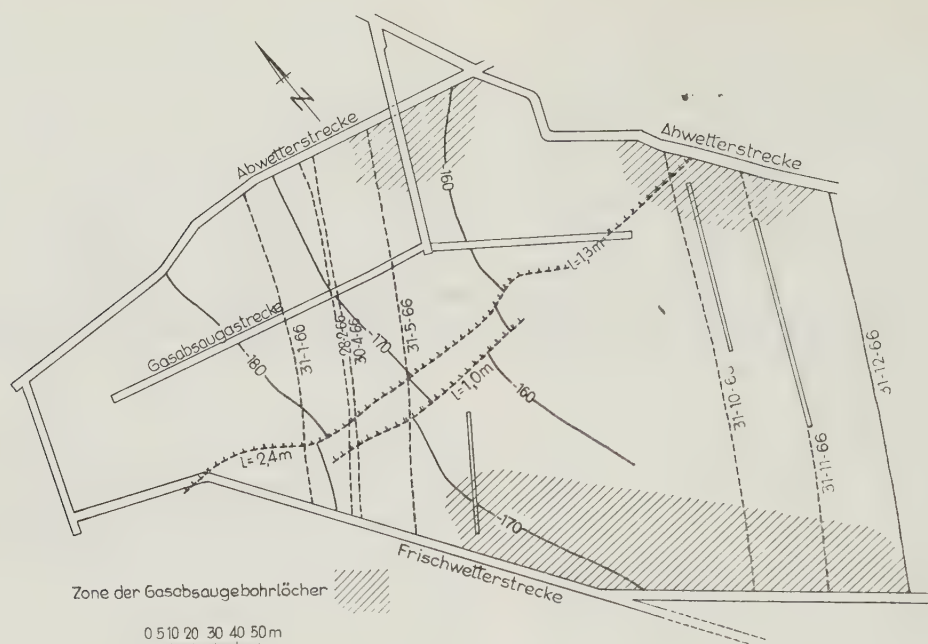 N
Abwetterstrecke
Abwetterstrecke
-160
l=1,3m
Gasabsaugestrecke
31-1-66
28-2-66
30-4-66
31-5-66
-170
-180
-160
l=1,0m
l=2,4m
31-12-66
31-11-66
-170
Frischwetterstrecke
Zone der Gasabsaugebohrlöcher
0 5 10 20 30 40 50 m